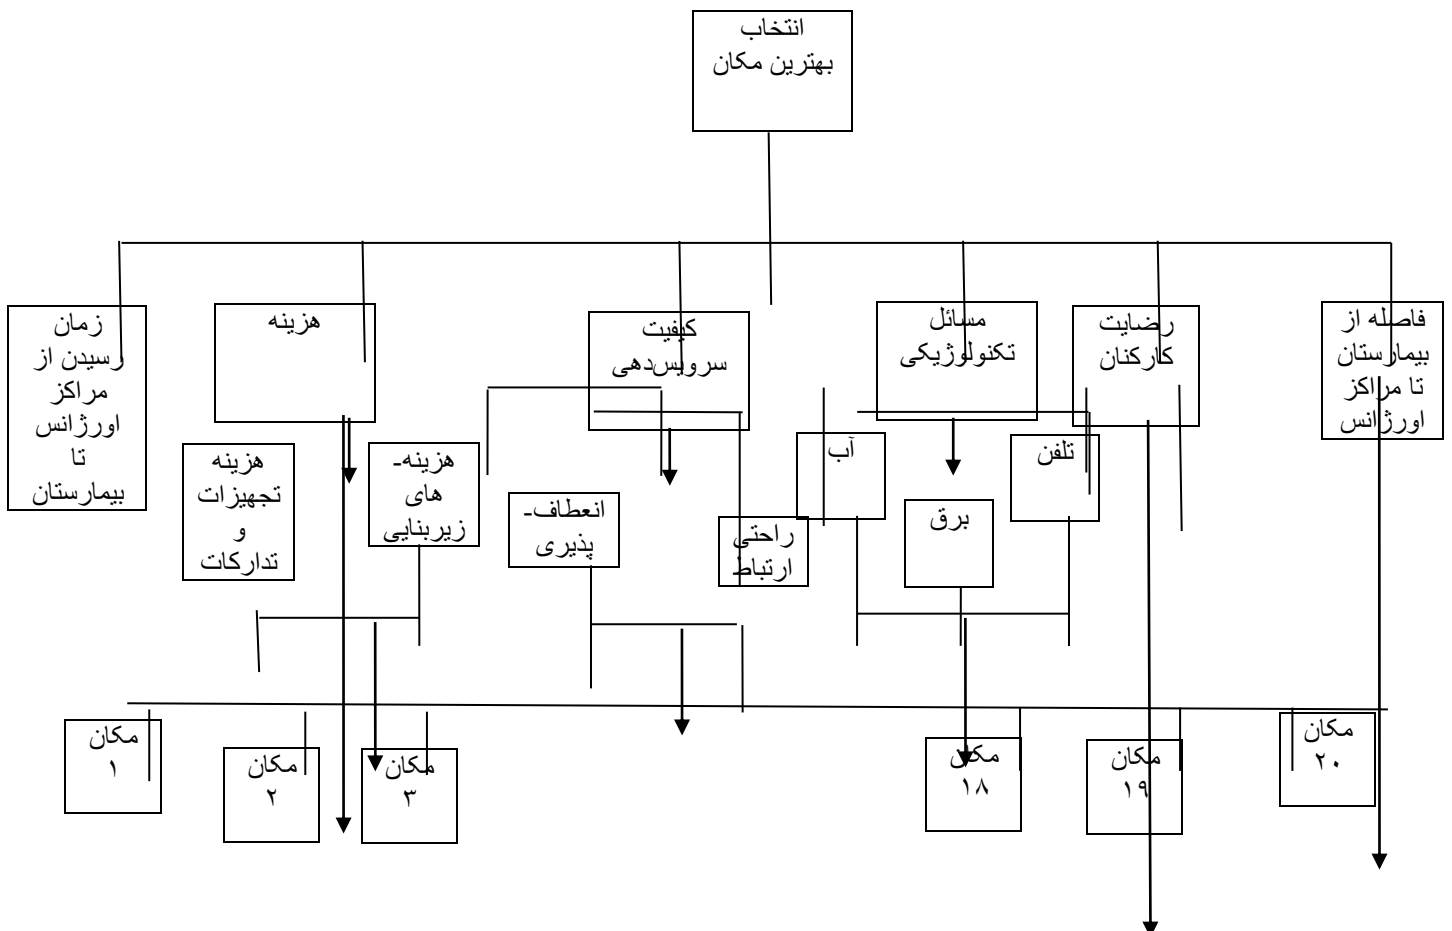 انتخاب
بهترین مکان
زمان
رسیدن از
مراکز
اورژانس
تا
بیمارستان
هزینه
کیفیت
سرویس‌دهی
مسائل
تکنولوژیکی
رضایت
کارکنان
فاصله از
بیمارستان
تا مراکز
اورژانس
هزینه
تجهیزات
و
تدارکات
هزینه-
های
زیربنایی
انعطاف-
پذیری
راحتی
ارتباط
آب
برق
تلفن
مکان
۱
مکان
۲
مکان
۳
مکان
۱۸
مکان
۱۹
مکان
۲۰